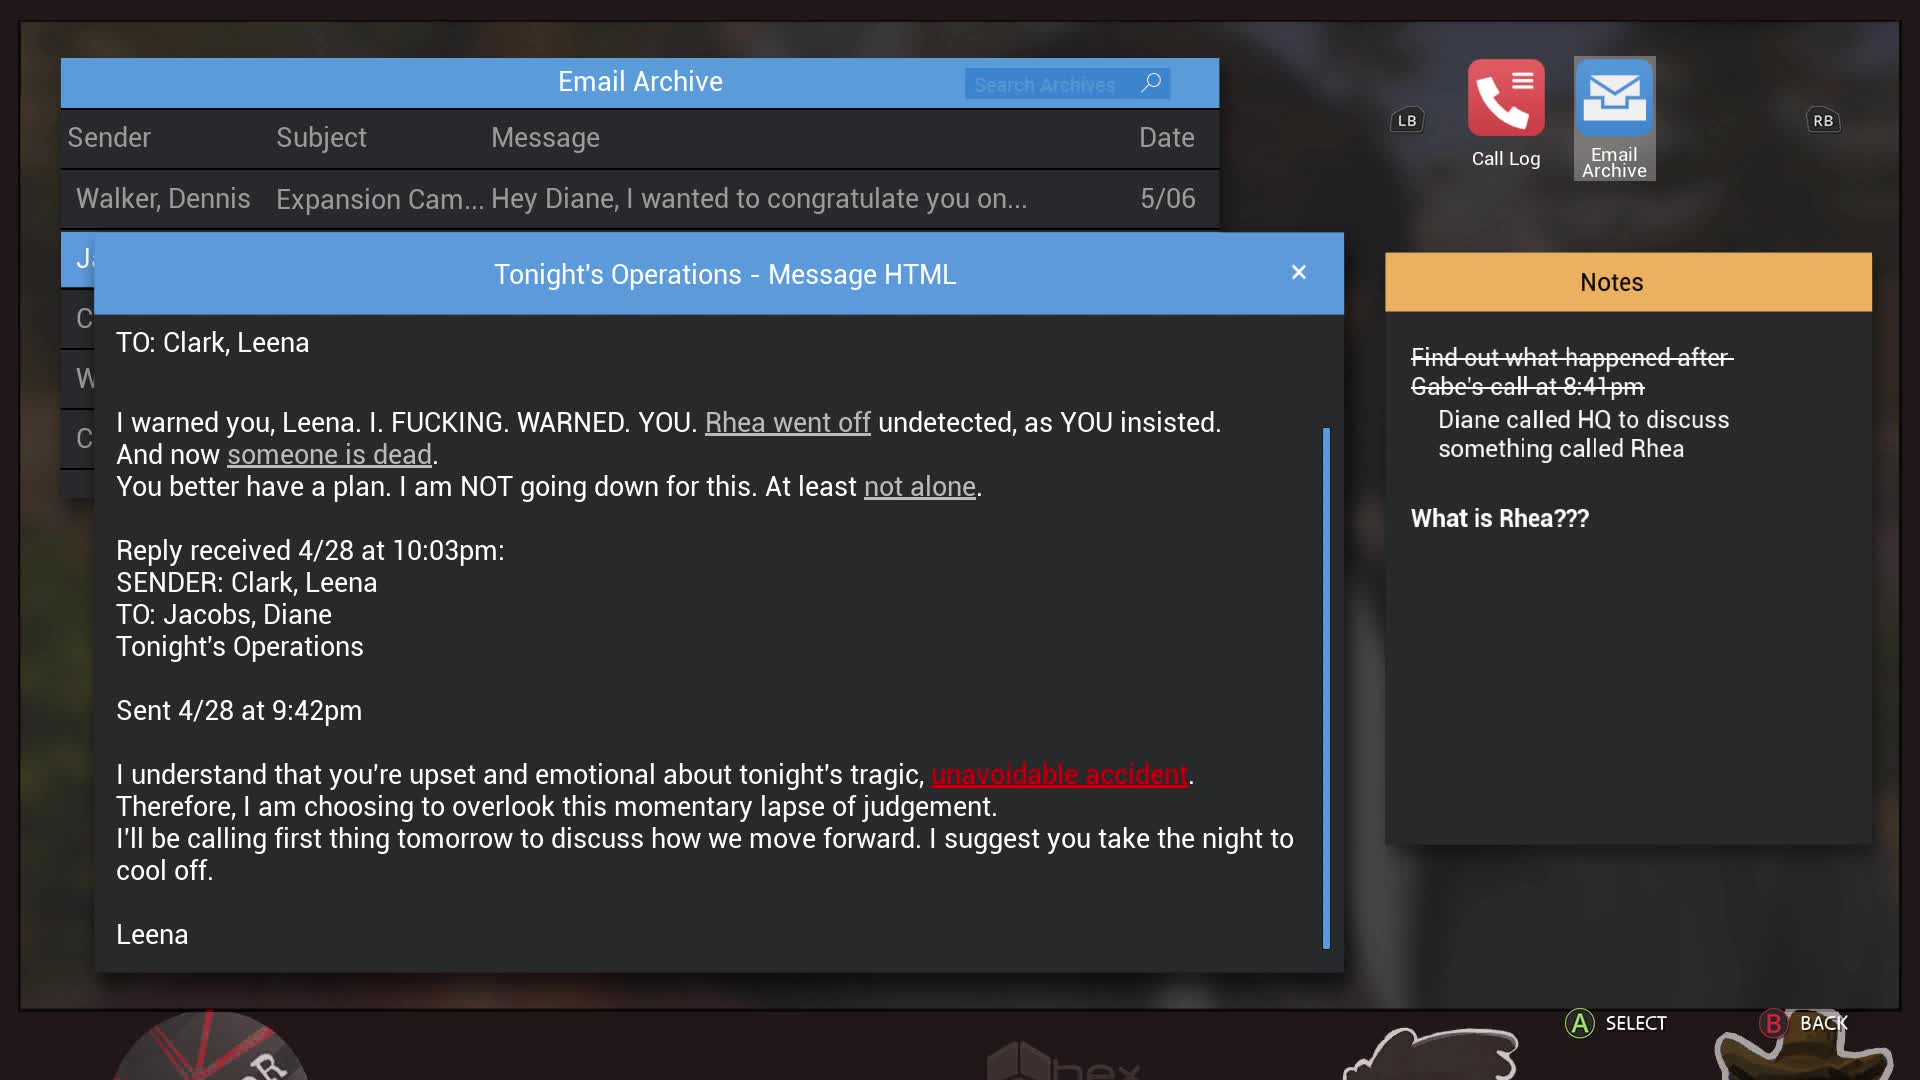 Email Archive
Search Archives
Sender Subject Message Date
Walker, Dennis Expansion Cam... Hey Diane, I wanted to congratulate you on... 5/06
Ja
C
W
C
Tonight's Operations - Message HTML
×
TO: Clark, Leena
I warned you, Leena. I. FUCKING. WARNED. YOU. Rhea went off undetected, as YOU insisted.
And now someone is dead.
You better have a plan. I am NOT going down for this. At least not alone.
Reply received 4/28 at 10:03pm:
SENDER: Clark, Leena
TO: Jacobs, Diane
Tonight's Operations
Sent 4/28 at 9:42pm
I understand that you're upset and emotional about tonight's tragic, unavoidable accident.
Therefore, I am choosing to overlook this momentary lapse of judgement.
I'll be calling first thing tomorrow to discuss how we move forward. I suggest you take the night to
cool off.
Leena
LB
Call Log
Email
Archive
RB
Notes
Find out what happened after
Gabe's call at 8:41pm
Diane called HQ to discuss
something called Rhea
What is Rhea???
A SELECT
B BACK
hex